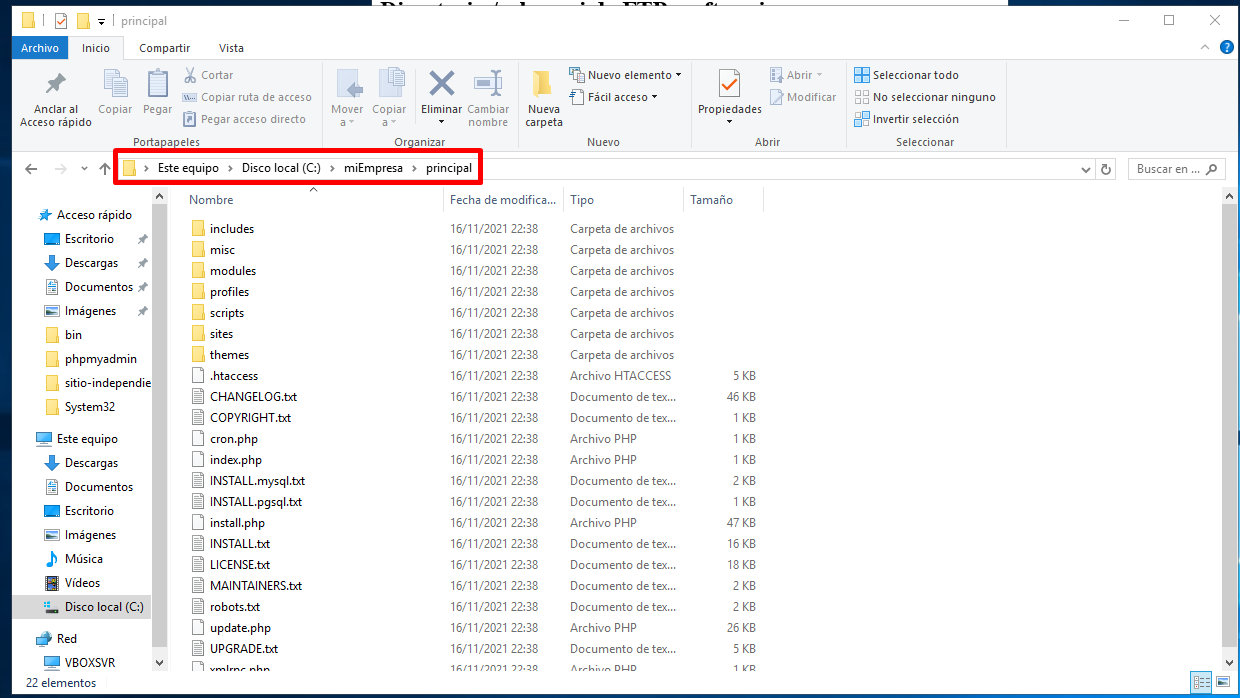 principal
Archivo Inicio Compartir Vista
Anclar al Acceso rápido
Copiar
Pegar
Cortar
Copiar ruta de acceso
Pegar acceso directo
Portapapeles
Mover a
Copiar a
Eliminar
Cambiar nombre
Organizar
Nueva carpeta
Nuevo elemento
Fácil acceso
Nuevo
Propiedades
Abrir
Modificar
Abrir
Seleccionar todo
No seleccionar ninguno
Invertir selección
Seleccionar
Este equipo > Disco local (C:) > miEmpresa > principal
Buscar en ...
Acceso rápido
Escritorio
Descargas
Documentos
Imágenes
bin
phpmyadmin
sitio-independie
System32
Este equipo
Descargas
Documentos
Escritorio
Imágenes
Música
Vídeos
Disco local (C:)
Red
VBOXSVR
Nombre Fecha de modifica... Tipo Tamaño
includes 16/11/2021 22:38 Carpeta de archivos
misc 16/11/2021 22:38 Carpeta de archivos
modules 16/11/2021 22:38 Carpeta de archivos
profiles 16/11/2021 22:38 Carpeta de archivos
scripts 16/11/2021 22:38 Carpeta de archivos
sites 16/11/2021 22:38 Carpeta de archivos
themes 16/11/2021 22:38 Carpeta de archivos
.htaccess 16/11/2021 22:38 Archivo HTACCESS 5 KB
CHANGELOG.txt 16/11/2021 22:38 Documento de tex... 46 KB
COPYRIGHT.txt 16/11/2021 22:38 Documento de tex... 1 KB
cron.php 16/11/2021 22:38 Archivo PHP 1 KB
index.php 16/11/2021 22:38 Archivo PHP 1 KB
INSTALL.mysql.txt 16/11/2021 22:38 Documento de tex... 2 KB
INSTALL.pgsql.txt 16/11/2021 22:38 Documento de tex... 1 KB
install.php 16/11/2021 22:38 Archivo PHP 47 KB
INSTALL.txt 16/11/2021 22:38 Documento de tex... 16 KB
LICENSE.txt 16/11/2021 22:38 Documento de tex... 18 KB
MAINTAINERS.txt 16/11/2021 22:38 Documento de tex... 2 KB
robots.txt 16/11/2021 22:38 Documento de tex... 2 KB
update.php 16/11/2021 22:38 Archivo PHP 26 KB
UPGRADE.txt 16/11/2021 22:38 Documento de tex... 5 KB
xmlrpc.php 16/11/2021 22:38 Archivo PHP 1 KB
22 elementos